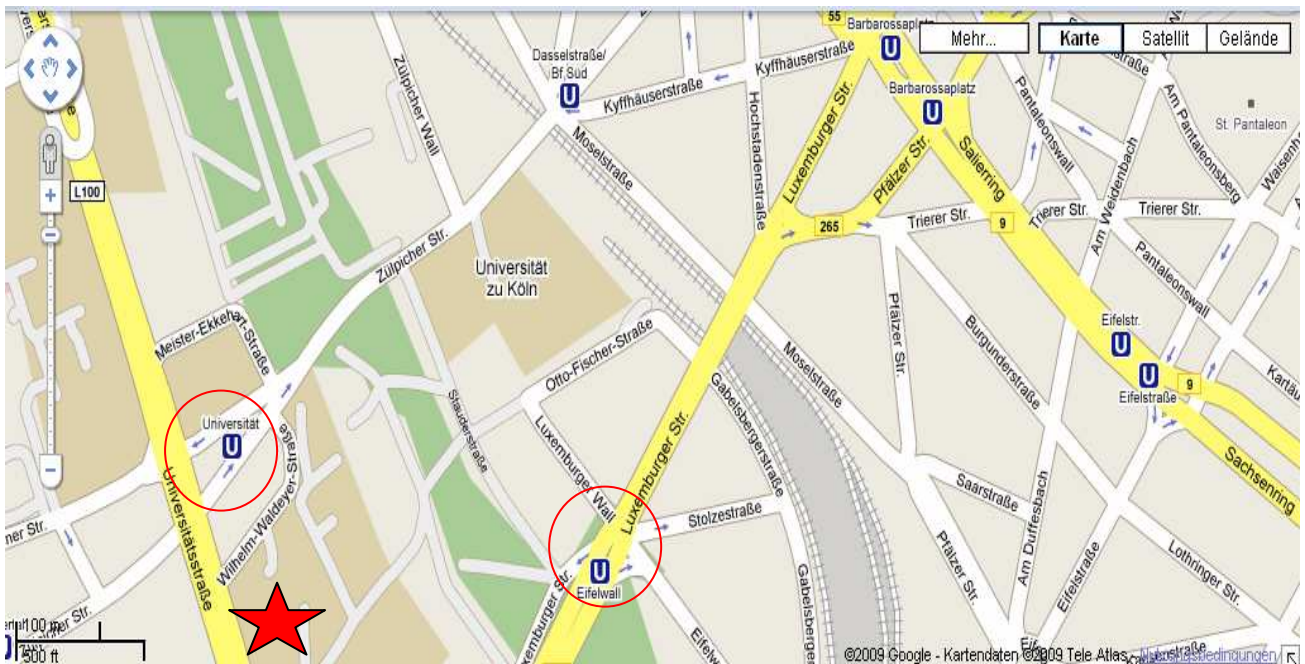 55
Barbarossaplatz
Mehr...
Karte
Satellit
Gelände
Dasselstraße/
Bf Süd
Kyffhäuserstraße
Kyffhäuserstraße
Zülpicher Wall
Moselstraße
Hochstadenstraße
Luxemburger Str.
Barbarossaplatz
Pfälzer Str.
Salierring
Pantaleonswall
Am Weidenbach
Am Pantaleonsberg
St. Pantaleon
L100
Zülpicher Str.
Universität
zu Köln
265
Trierer Str.
9
Trierer Str.
Trierer Str.
Pantaleonswall
Meister-Ekkehart-Straße
Otto-Fischer-Straße
Pfälzer Str.
Burgunderstraße
Eifelstr.
Moselstraße
Eifelstraße
9
Stauderstraße
Gabelsbergerstraße
Universität
Luxemburger Wall
Luxemburger Str.
Sachsenring
Universitätsstraße
Wilhelm-Waldeyer-Straße
Stolzestraße
Saarstraße
Am Duffesbach
Pfälzer Str.
Eifelstraße
Lothringer Str.
Eifelwall
Luxemburger Str.
Eifelwall
100 m
500 ft
©2009 Google - Kartendaten ©2009 Tele Atlas - Nutzungsbedingungen